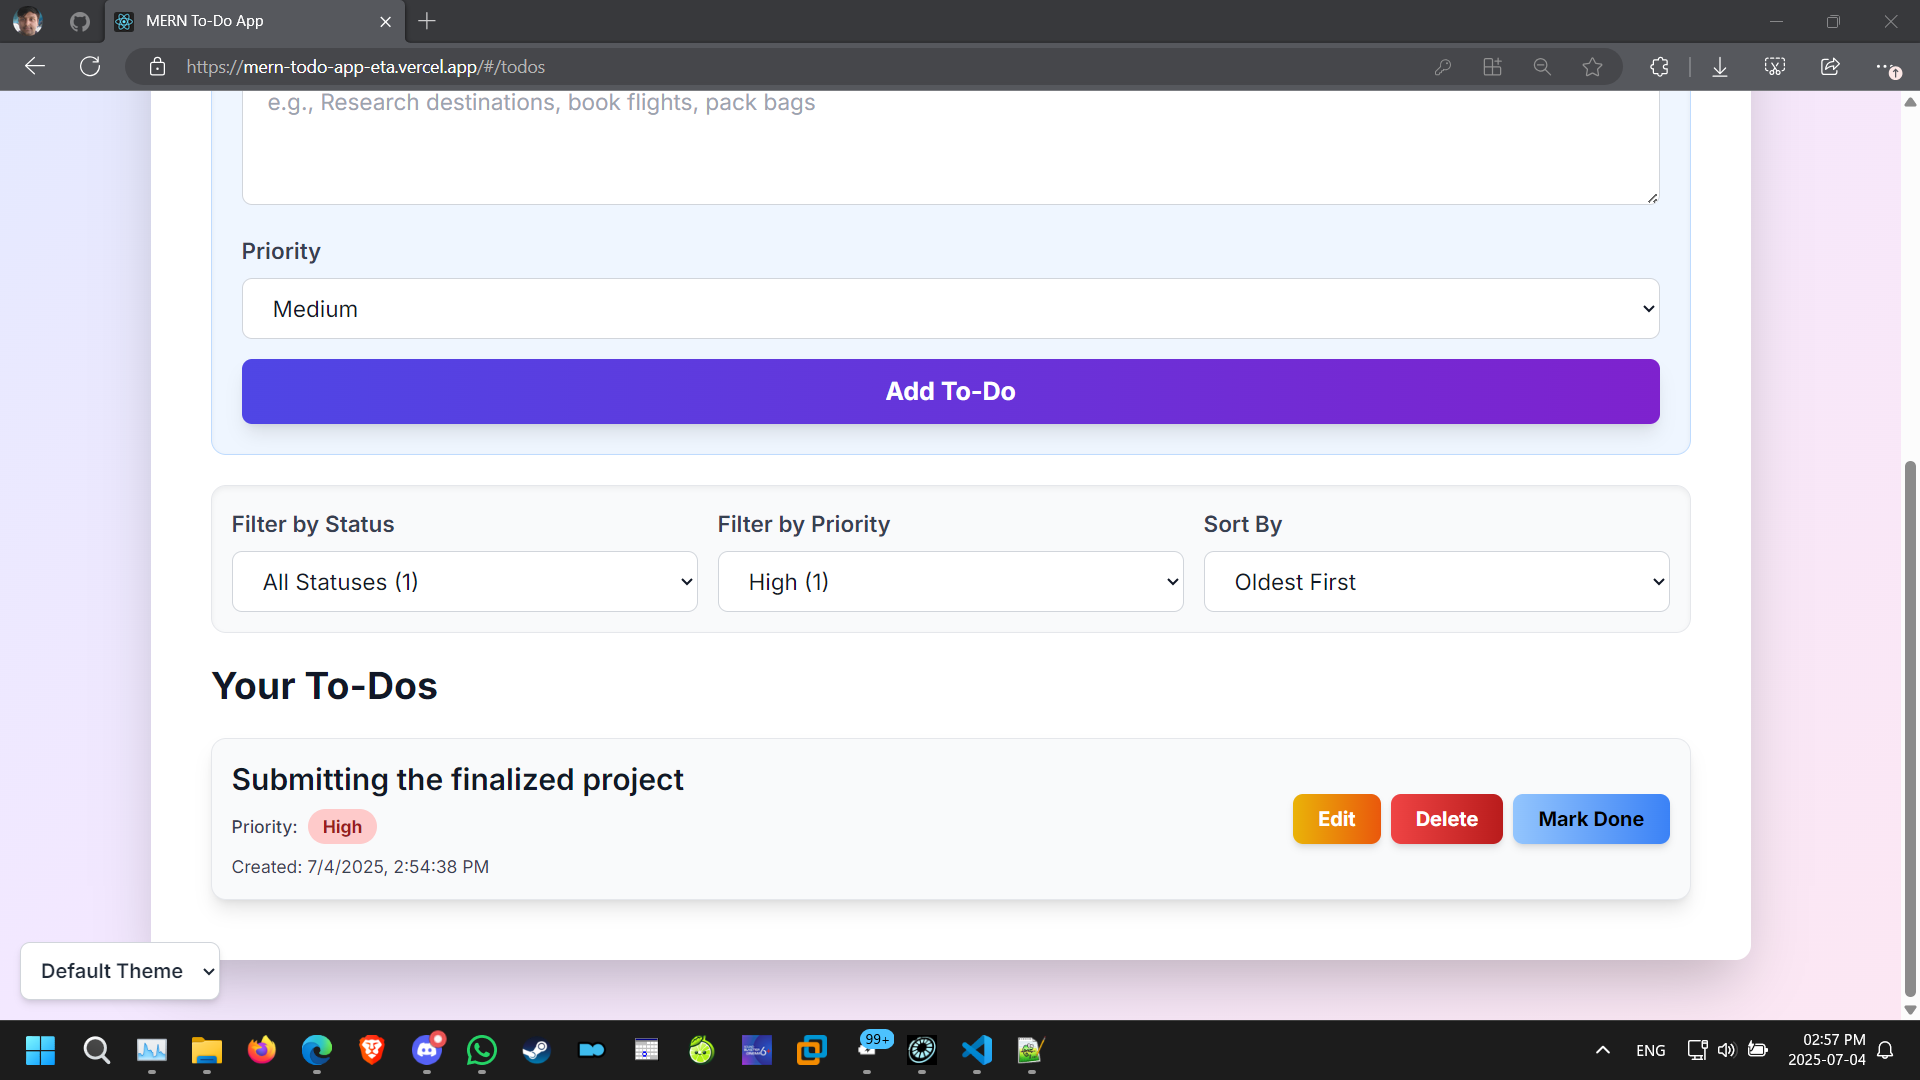 MERN To-Do App
https://mern-todo-app-eta.vercel.app/#/todos
e.g., Research destinations, book flights, pack bags
Priority
Medium
Add To-Do
Filter by Status
Filter by Priority
Sort By
All Statuses (1)
High (1)
Oldest First
Your To-Dos
Submitting the finalized project
Priority: High
Created: 7/4/2025, 2:54:38 PM
Edit
Delete
Mark Done
Default Theme
99+
ENG
02:57 PM
2025-07-04